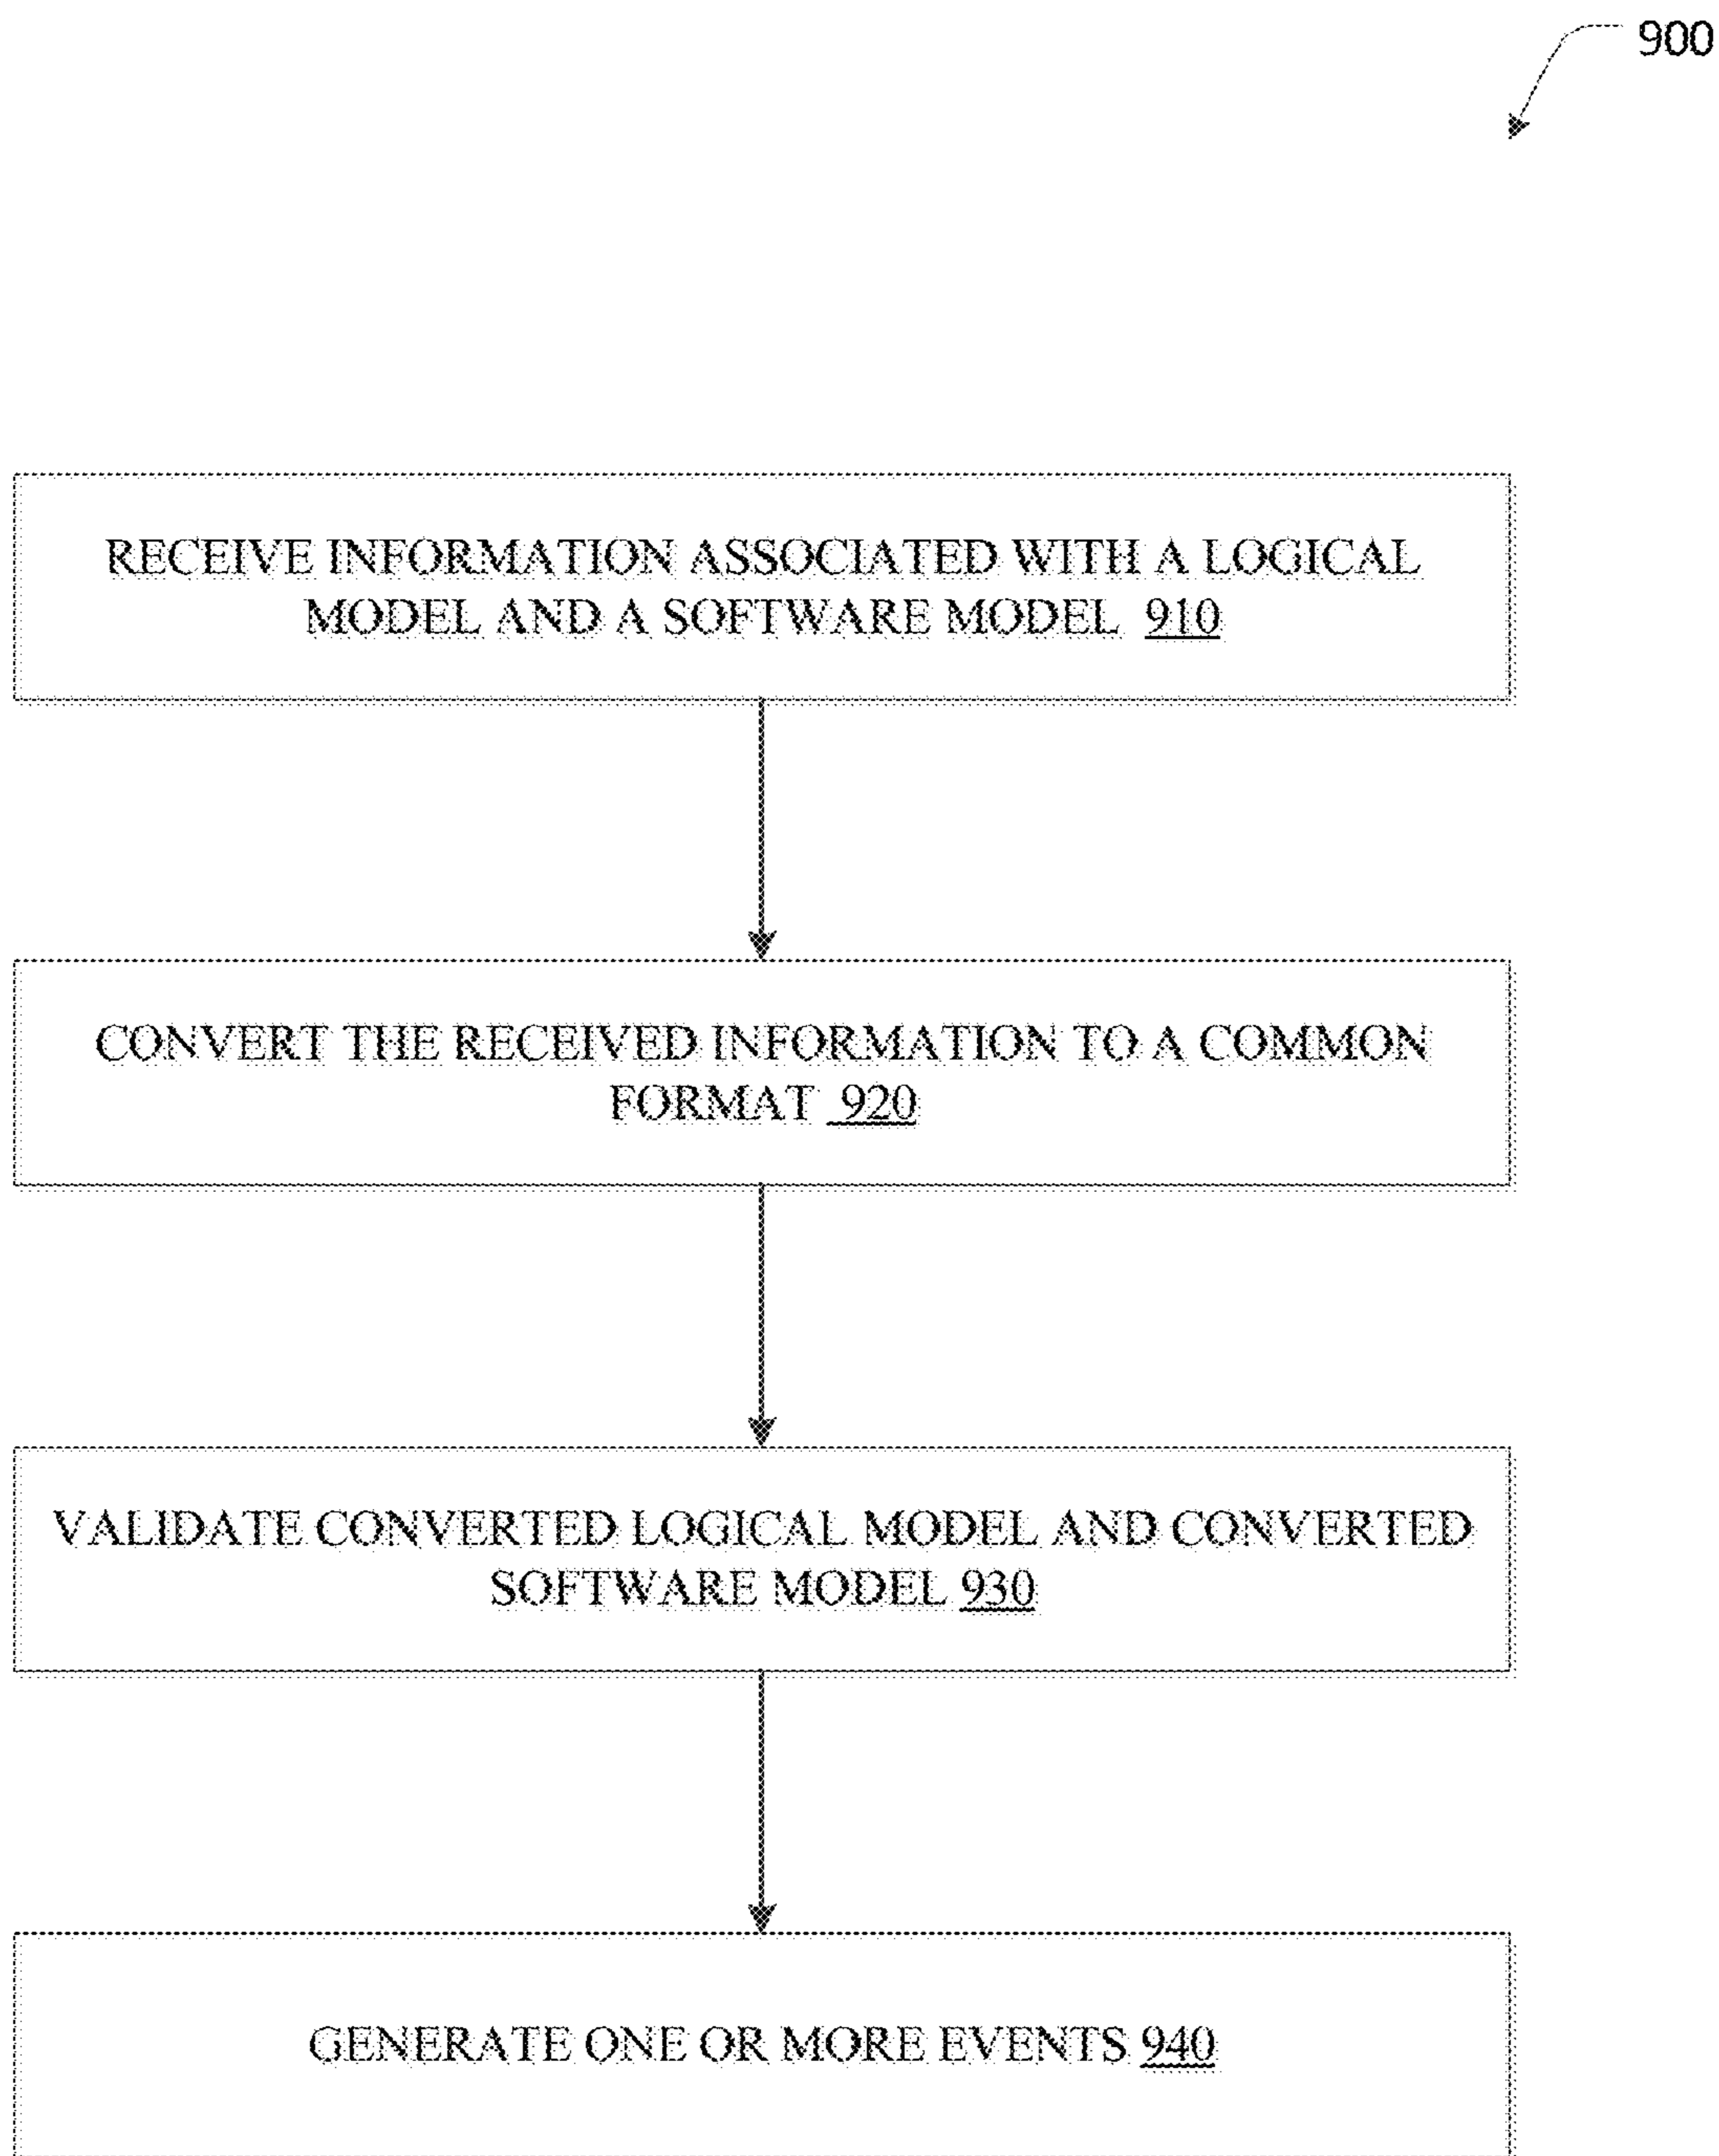 900
RECEIVE INFORMATION ASSOCIATED WITH A LOGICAL
MODEL AND A SOFTWARE MODEL 910
CONVERT THE RECEIVED INFORMATION TO A COMMON
FORMAT 920
VALIDATE CONVERTED LOGICAL MODEL AND CONVERTED
SOFTWARE MODEL 930
GENERATE ONE OR MORE EVENTS 940